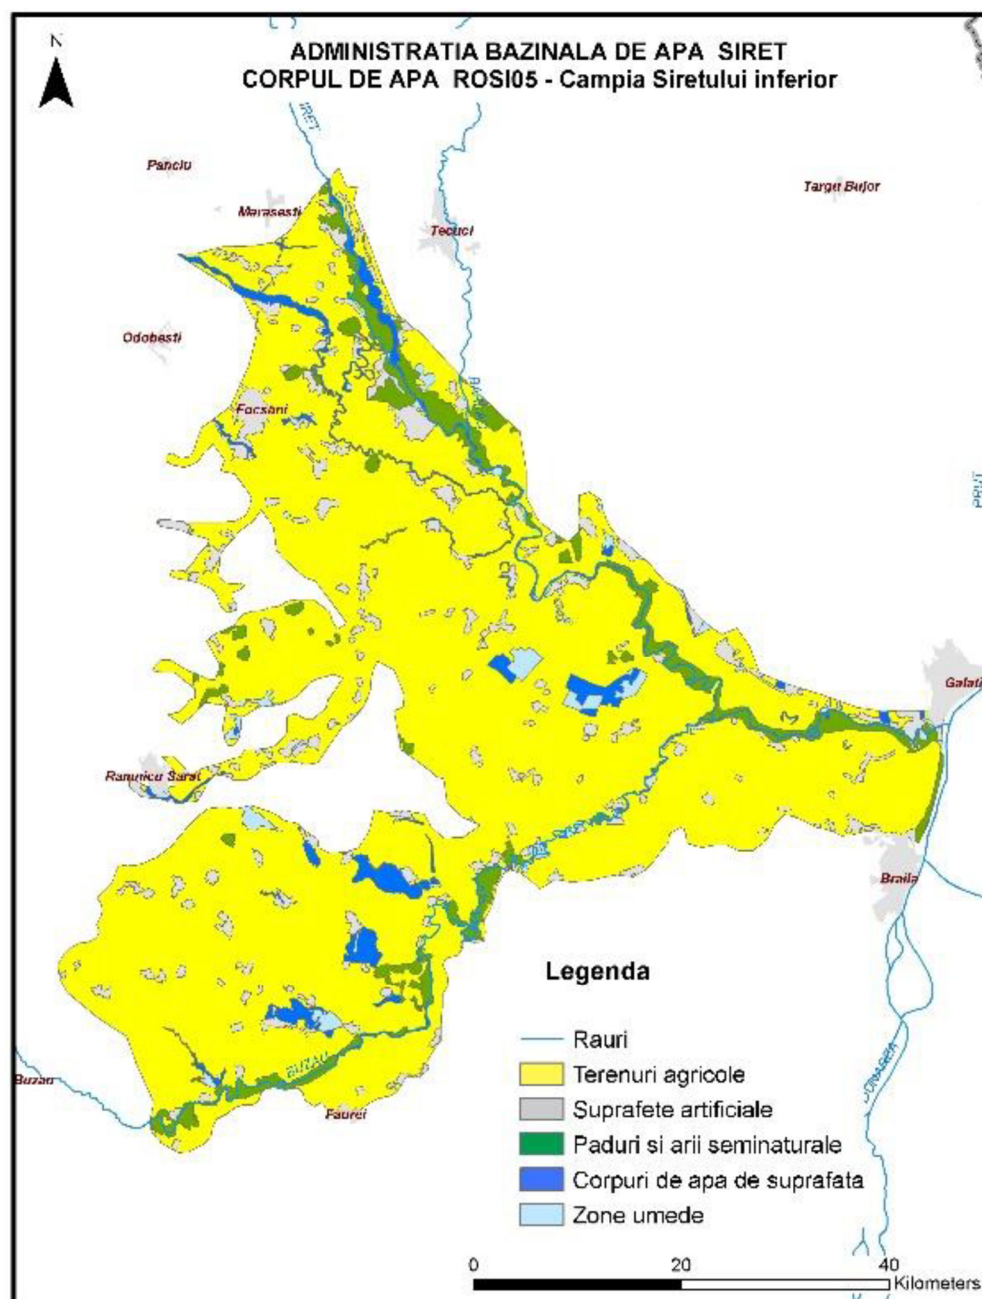 N
ADMINISTRATIA BAZINALA DE APA SIRET
CORPUL DE APA ROSI05 - Campia Siretului inferior
Panciu
Marasesti
Targu Bujor
Tecuci
Odobesti
Focsani
PRUT
Galati
Ramnicu Sarat
Braila
Legenda
Rauri
Terenuri agricole
Suprafete artificiale
Paduri si arii seminaturale
Corpuri de apa de suprafata
Zone umede
BUZAU
Buzau
Faurei
DUNAREA
0 20 40
Kilometers